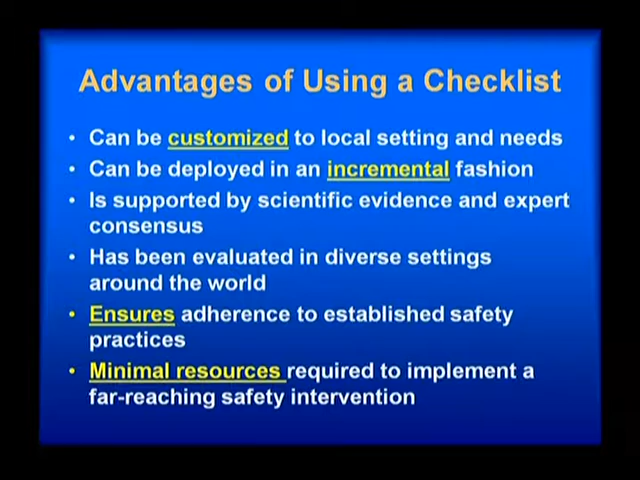 Advantages of Using a Checklist
• Can be customized to local setting and needs
• Can be deployed in an incremental fashion
• Is supported by scientific evidence and expert
consensus
• Has been evaluated in diverse settings
around the world
• Ensures adherence to established safety
practices
• Minimal resources required to implement a
far-reaching safety intervention